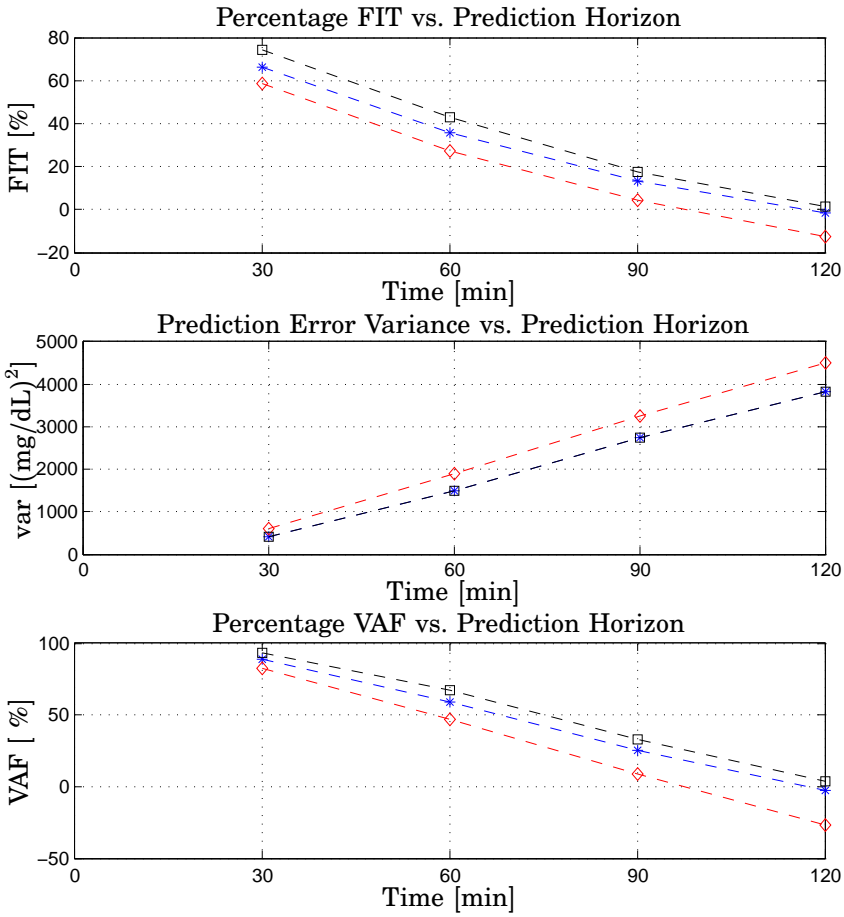 Percentage FIT vs. Prediction Horizon
80
60
40
20
0
−20
FIT [%]
0 30 60 90 120
Time [min]
Prediction Error Variance vs. Prediction Horizon
5000
4000
3000
2000
1000
0
var [(mg/dL)²]
0 30 60 90 120
Time [min]
Percentage VAF vs. Prediction Horizon
100
50
0
−50
VAF [ %]
0 30 60 90 120
Time [min]